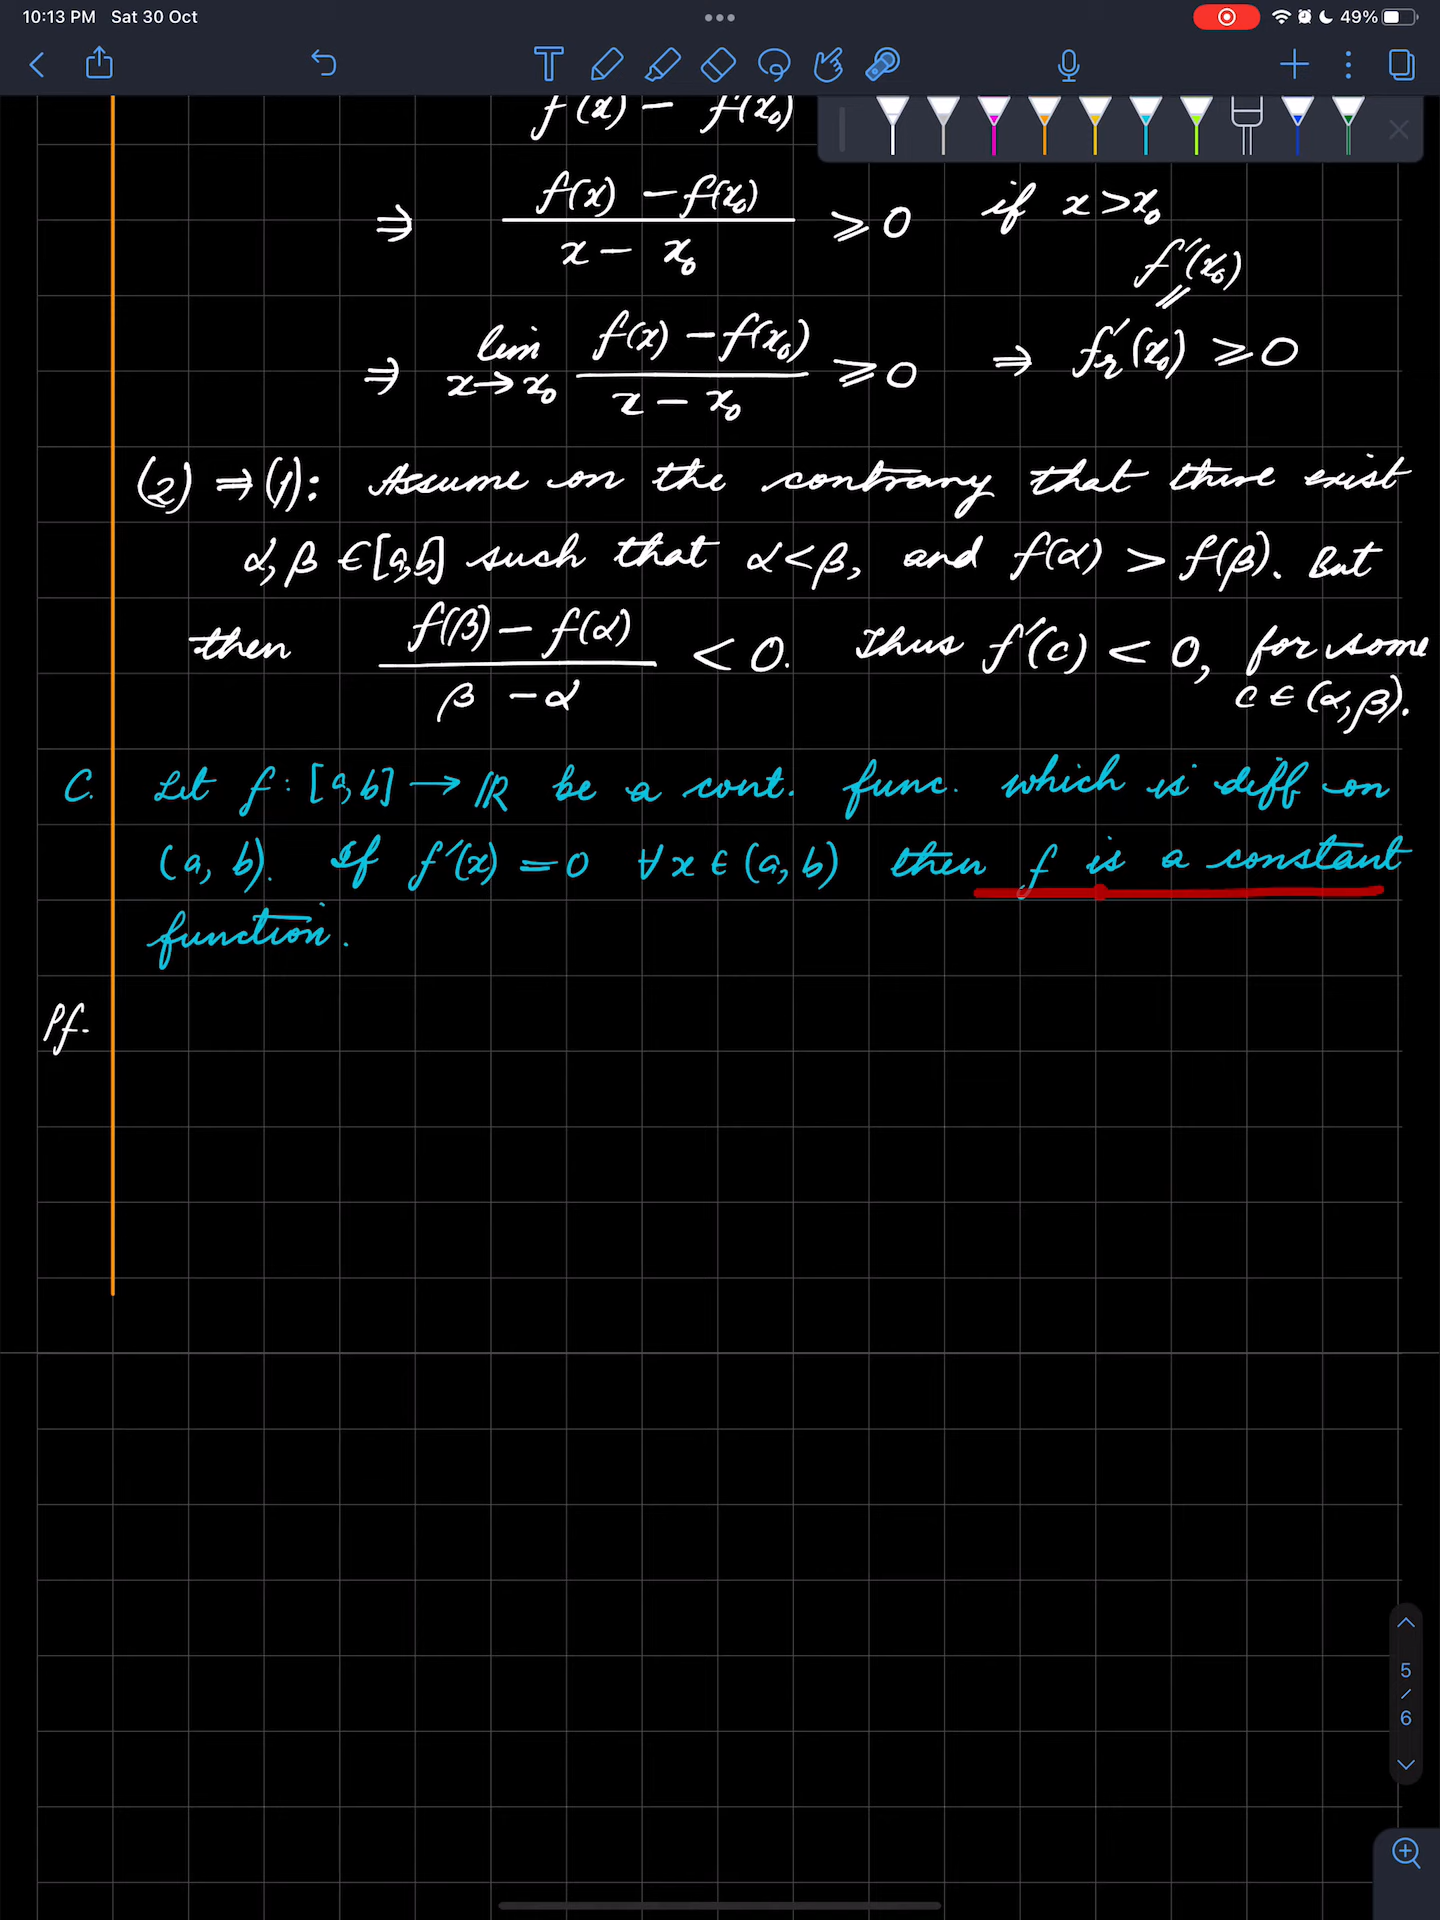 10:13 PM Sat 30 Oct
49%
f(x) - f(x₀)
⇒ f(x) - f(x₀) / x - x₀ ⩾ 0 if x > x₀
f'(x₀)
⇒ lim x→x₀ f(x) - f(x₀) / x - x₀ ⩾ 0 ⇒ fr'(x₀) ⩾ 0
(2) ⇒ (1): Assume on the contrary that there exist
α, β ∈ [a,b] such that α < β, and f(α) > f(β). But
then f(β) - f(α) / β - α < 0. Thus f'(c) < 0, for some
c ∈ (α, β).
C. Let f : [a,b] → ℝ be a cont. func. which is diff on
(a, b). If f'(x) = 0 ∀ x ∈ (a, b) then f is a constant
function.
Pf.
5
/
6